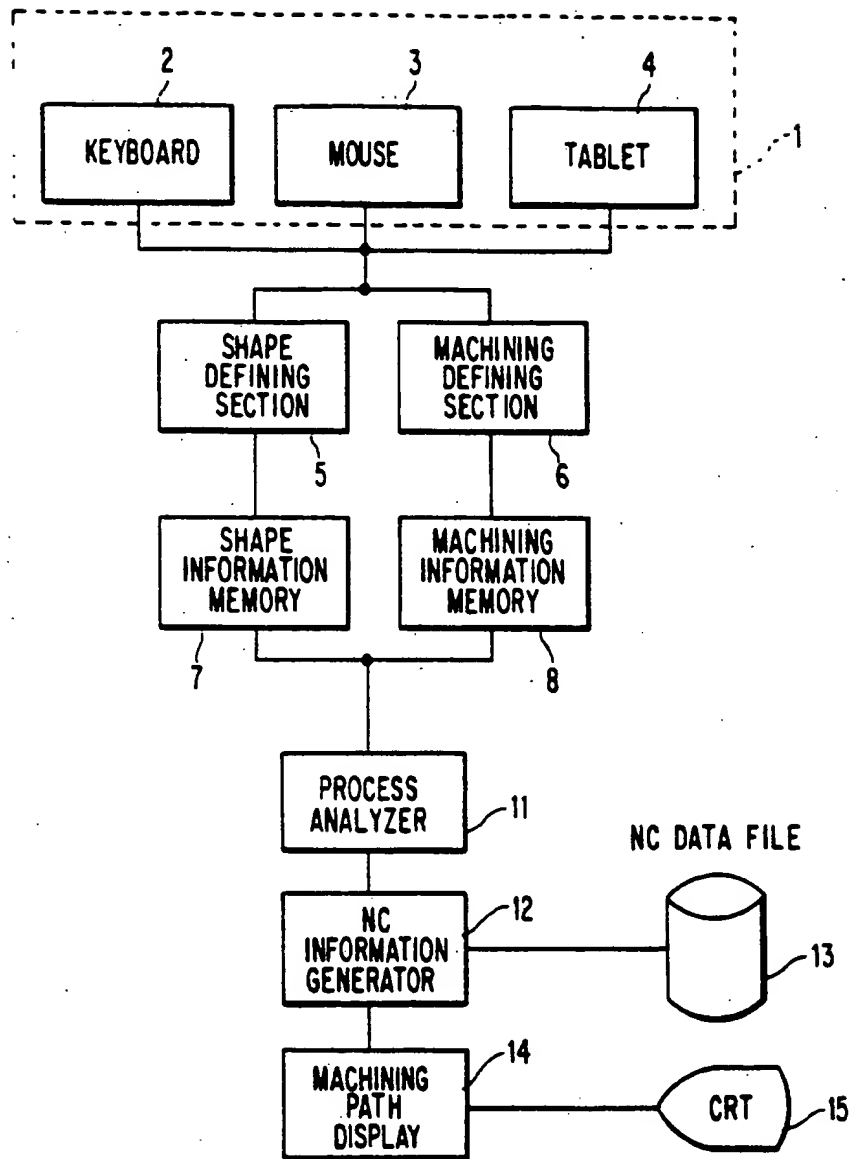 2
3
4
1
KEYBOARD
MOUSE
TABLET
SHAPE
DEFINING
SECTION
5
MACHINING
DEFINING
SECTION
6
SHAPE
INFORMATION
MEMORY
7
MACHINING
INFORMATION
MEMORY
8
PROCESS
ANALYZER
11
NC DATA FILE
NC
INFORMATION
GENERATOR
12
13
MACHINING
PATH
DISPLAY
14
CRT
15